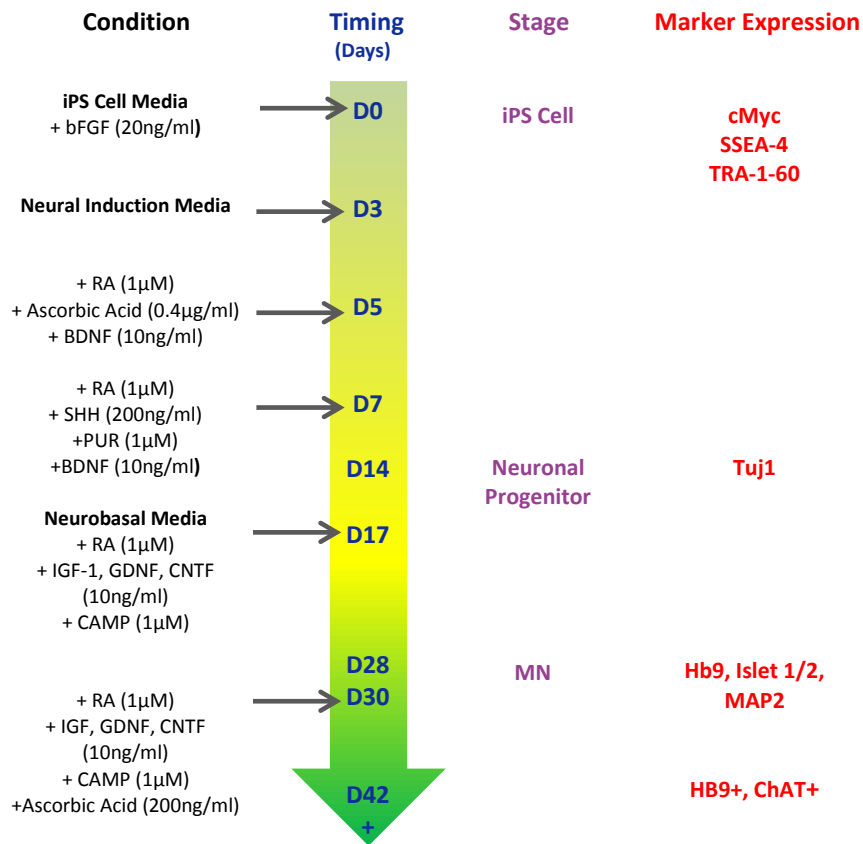 Condition
Timing
(Days)
Stage
Marker Expression
iPS Cell Media
+ bFGF (20ng/ml)
D0
iPS Cell
cMyc
SSEA-4
TRA-1-60
Neural Induction Media
D3
+ RA (1µM)
+ Ascorbic Acid (0.4µg/ml)
+ BDNF (10ng/ml)
D5
+ RA (1µM)
+ SHH (200ng/ml)
+PUR (1µM)
+BDNF (10ng/ml)
D7
D14
Neuronal
Progenitor
Tuj1
Neurobasal Media
+ RA (1µM)
+ IGF-1, GDNF, CNTF
(10ng/ml)
+ CAMP (1µM)
D17
D28
MN
Hb9, Islet 1/2,
MAP2
D30
+ RA (1µM)
+ IGF, GDNF, CNTF
(10ng/ml)
+ CAMP (1µM)
+Ascorbic Acid (200ng/ml)
D42
+
HB9+, ChAT+